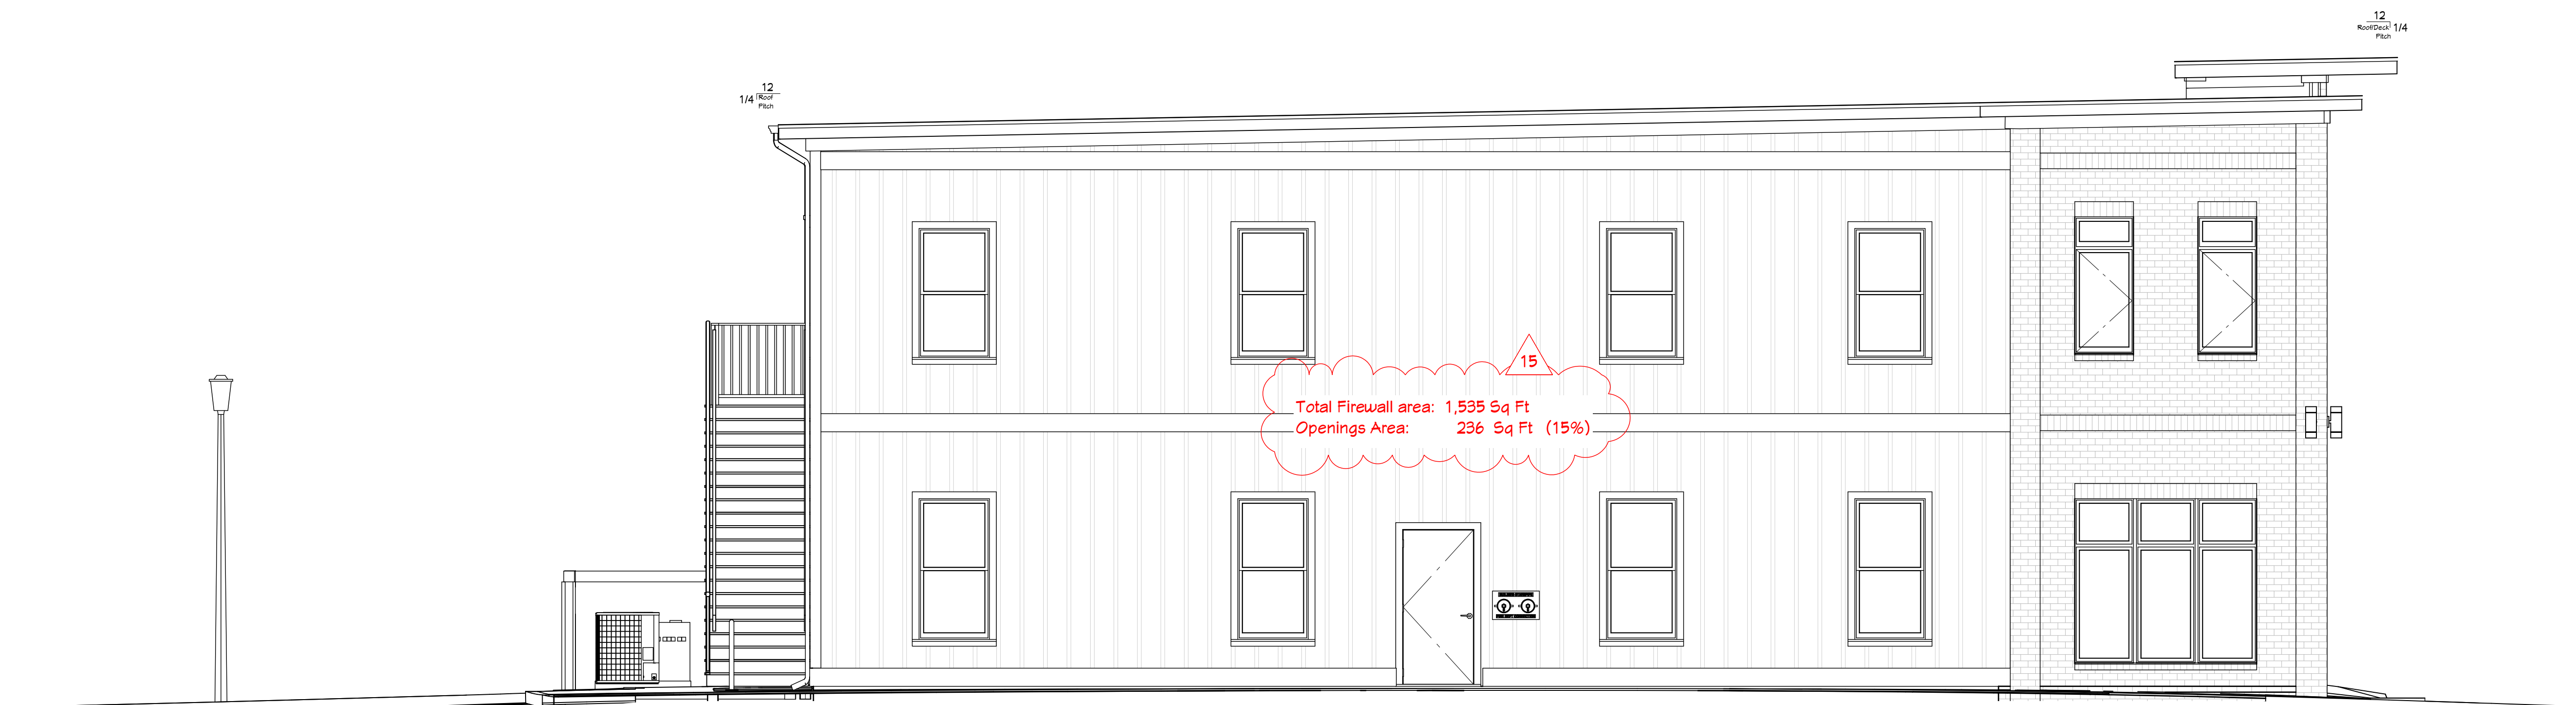 12
Roof/Deck 1/4
Pitch
12
1/4 Roof
Pitch
15
Total Firewall area: 1,535 Sq Ft
Openings Area: 236 Sq Ft (15%)